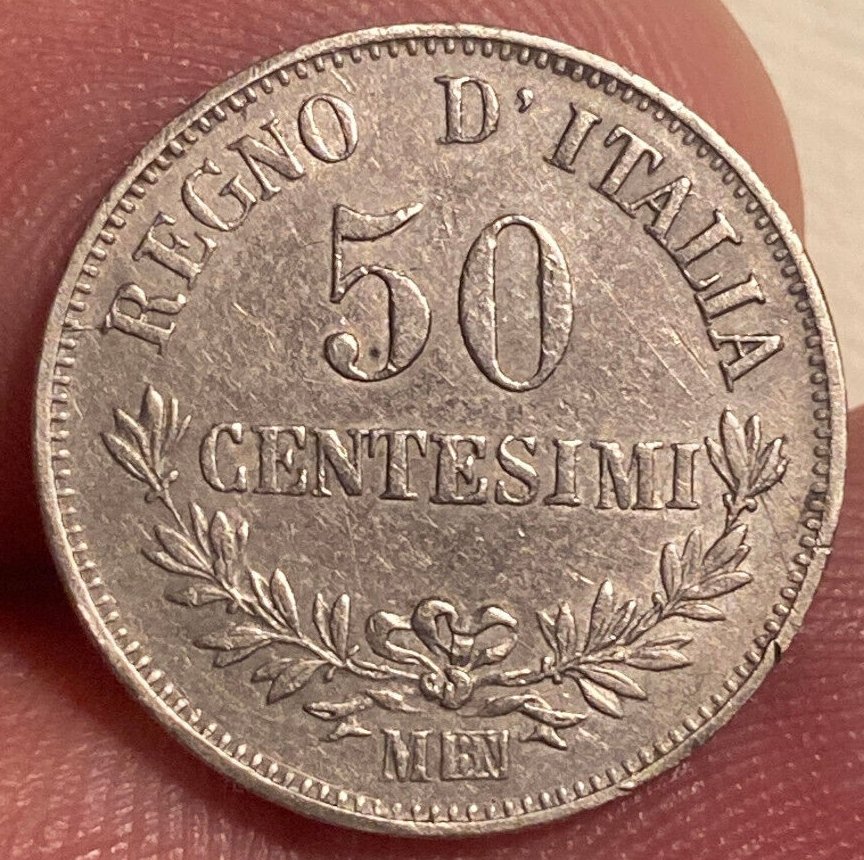 REGNO D'ITALIA
50
CENTESIMI
M BN